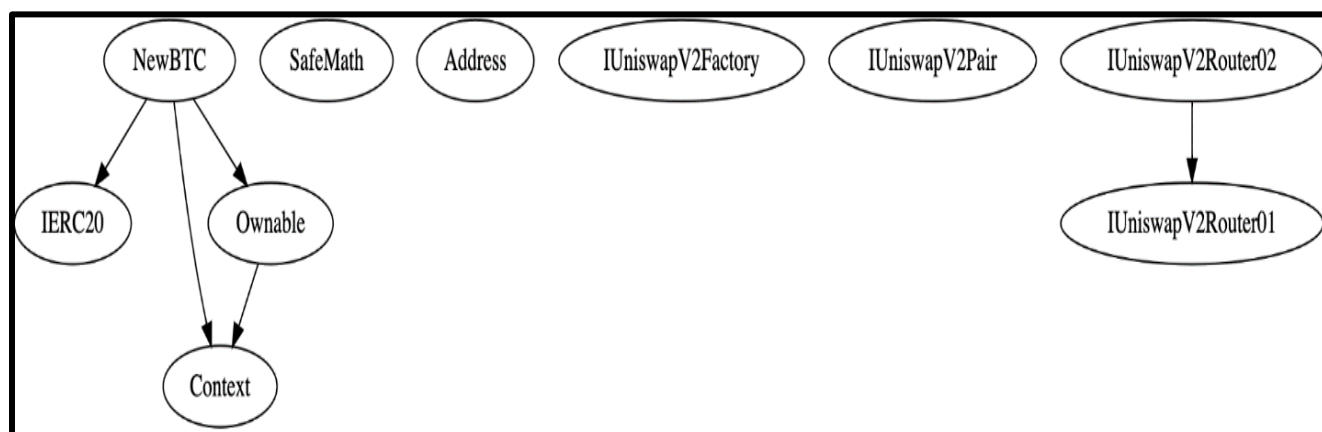 NewBTC
SafeMath
Address
IUniswapV2Factory
IUniswapV2Pair
IUniswapV2Router02
IERC20
Ownable
IUniswapV2Router01
Context